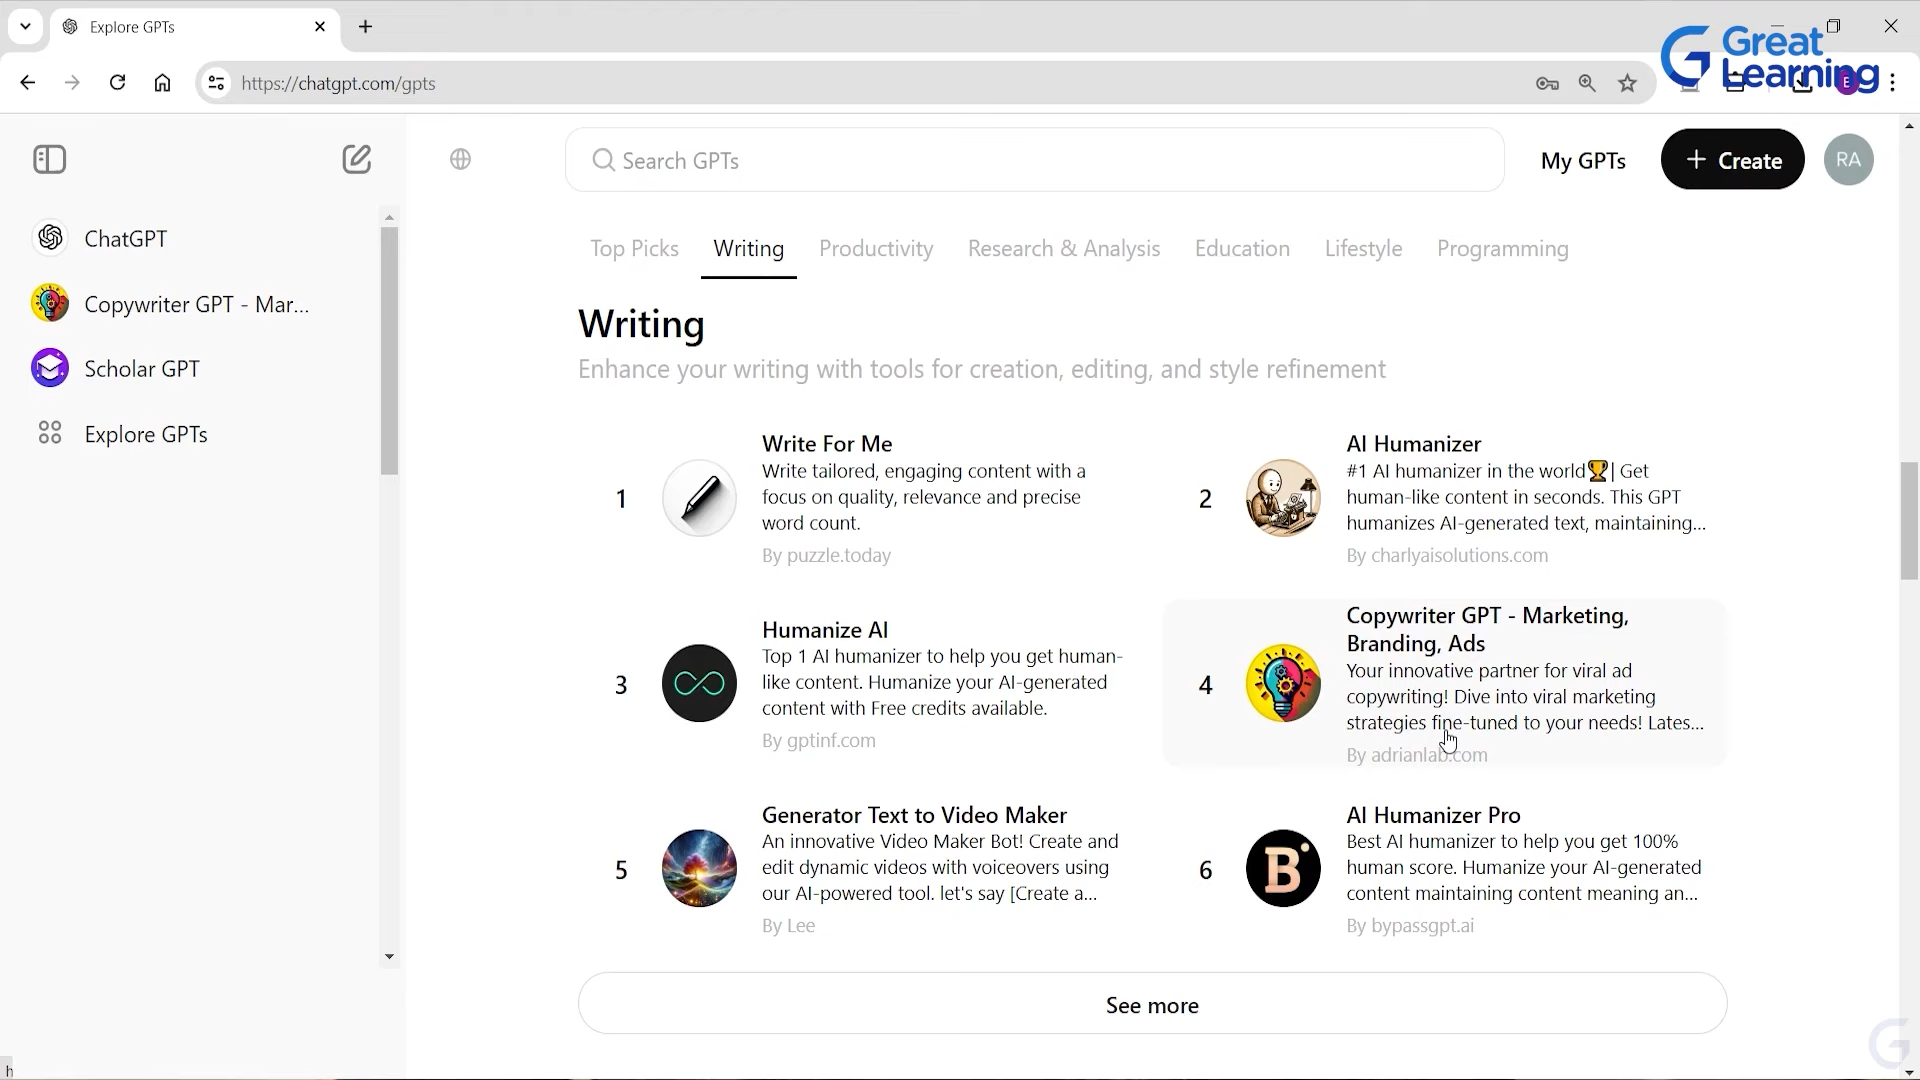 Explore GPTs
Great
Learning
https://chatgpt.com/gpts
E
Search GPTs
My GPTs
+ Create
RA
ChatGPT
Copywriter GPT - Mar...
Scholar GPT
Explore GPTs
Top Picks
Writing
Productivity
Research & Analysis
Education
Lifestyle
Programming
Writing
Enhance your writing with tools for creation, editing, and style refinement
1
Write For Me
Write tailored, engaging content with a
focus on quality, relevance and precise
word count.
By puzzle.today
2
AI Humanizer
#1 AI humanizer in the world🏆| Get
human-like content in seconds. This GPT
humanizes AI-generated text, maintaining...
By charlyaisolutions.com
3
Humanize AI
Top 1 AI humanizer to help you get human-
like content. Humanize your AI-generated
content with Free credits available.
By gptinf.com
4
Copywriter GPT - Marketing,
Branding, Ads
Your innovative partner for viral ad
copywriting! Dive into viral marketing
strategies fine-tuned to your needs! Lates...
By adrianlab.com
5
Generator Text to Video Maker
An innovative Video Maker Bot! Create and
edit dynamic videos with voiceovers using
our AI-powered tool. let's say [Create a...
By Lee
6
B
AI Humanizer Pro
Best AI humanizer to help you get 100%
human score. Humanize your AI-generated
content maintaining content meaning an...
By bypassgpt.ai
See more
G
h